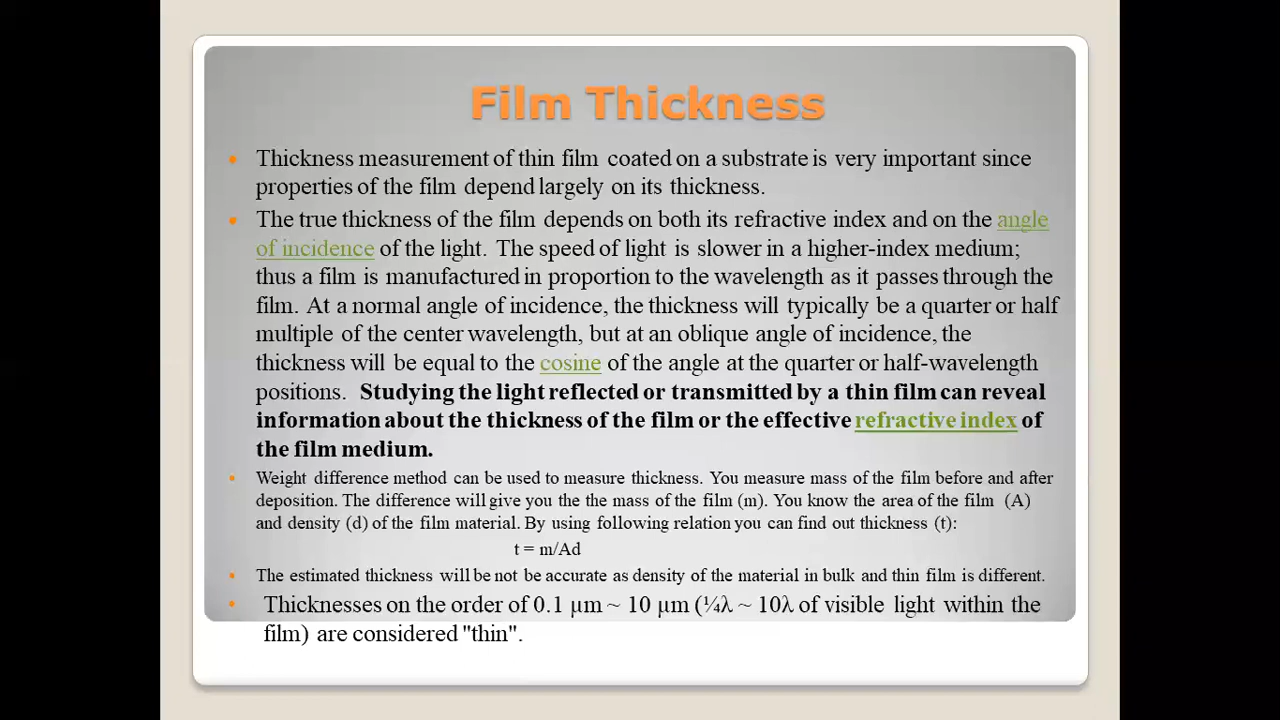 Film Thickness
• Thickness measurement of thin film coated on a substrate is very important since
properties of the film depend largely on its thickness.
• The true thickness of the film depends on both its refractive index and on the angle
of incidence of the light. The speed of light is slower in a higher-index medium;
thus a film is manufactured in proportion to the wavelength as it passes through the
film. At a normal angle of incidence, the thickness will typically be a quarter or half
multiple of the center wavelength, but at an oblique angle of incidence, the
thickness will be equal to the cosine of the angle at the quarter or half-wavelength
positions. Studying the light reflected or transmitted by a thin film can reveal
information about the thickness of the film or the effective refractive index of
the film medium.
• Weight difference method can be used to measure thickness. You measure mass of the film before and after
deposition. The difference will give you the the mass of the film (m). You know the area of the film (A)
and density (d) of the film material. By using following relation you can find out thickness (t):
t = m/Ad
• The estimated thickness will be not be accurate as density of the material in bulk and thin film is different.
• Thicknesses on the order of 0.1 μm ~ 10 μm (¼λ ~ 10λ of visible light within the
film) are considered "thin".